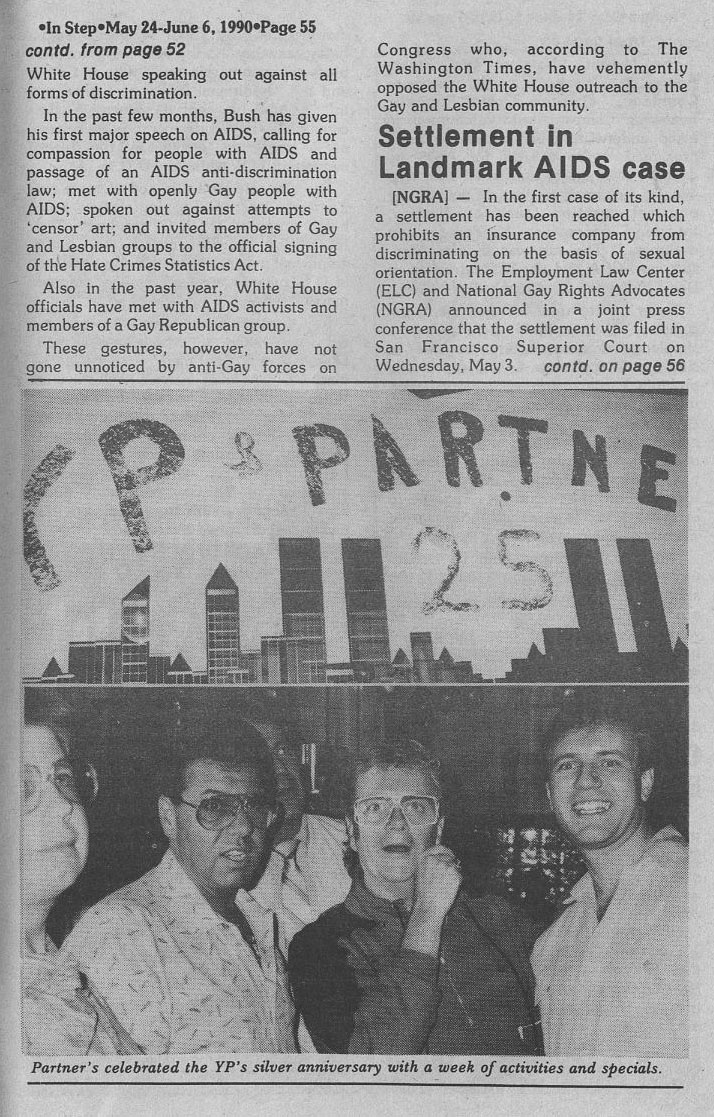 •In Step•May 24-June 6, 1990•Page 55
contd. from page 52
White House speaking out against all
forms of discrimination.
In the past few months, Bush has given
his first major speech on AIDS, calling for
compassion for people with AIDS and
passage of an AIDS anti-discrimination
law; met with openly Gay people with
AIDS; spoken out against attempts to
‘censor’ art; and invited members of Gay
and Lesbian groups to the official signing
of the Hate Crimes Statistics Act.
Also in the past year, White House
officials have met with AIDS activists and
members of a Gay Republican group.
These gestures, however, have not
gone unnoticed by anti-Gay forces on
Congress who, according to The
Washington Times, have vehemently
opposed the White House outreach to the
Gay and Lesbian community.
Settlement in
Landmark AIDS case
[NGRA] — In the first case of its kind,
a settlement has been reached which
prohibits an insurance company from
discriminating on the basis of sexual
orientation. The Employment Law Center
(ELC) and National Gay Rights Advocates
(NGRA) announced in a joint press
conference that the settlement was filed in
San Francisco Superior Court on
Wednesday, May 3. contd. on page 56
YP & PARTNE
25
Partner's celebrated the YP's silver anniversary with a week of activities and specials.